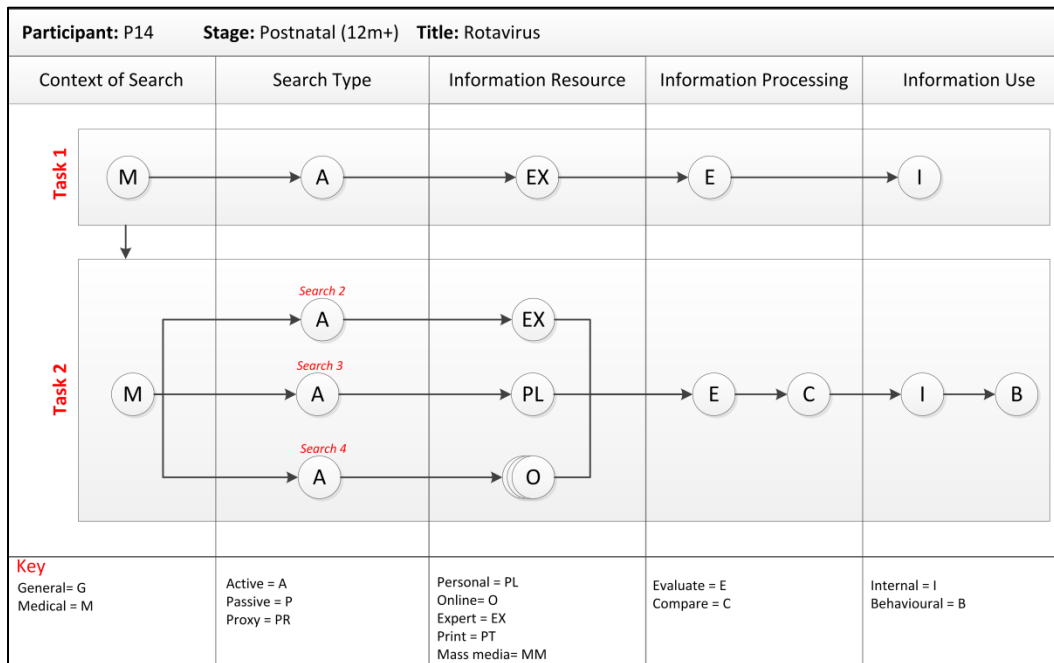 Participant: P14 Stage: Postnatal (12m+) Title: Rotavirus
Context of Search Search Type Information Resource Information Processing Information Use
Task 1
M A EX E I
Task 2
Search 2
A EX
Search 3
M A PL E C I B
Search 4
A O
Key
General= G
Medical = M
Active = A
Passive = P
Proxy = PR
Personal = PL
Online= O
Expert = EX
Print = PT
Mass media= MM
Evaluate = E
Compare = C
Internal = I
Behavioural = B